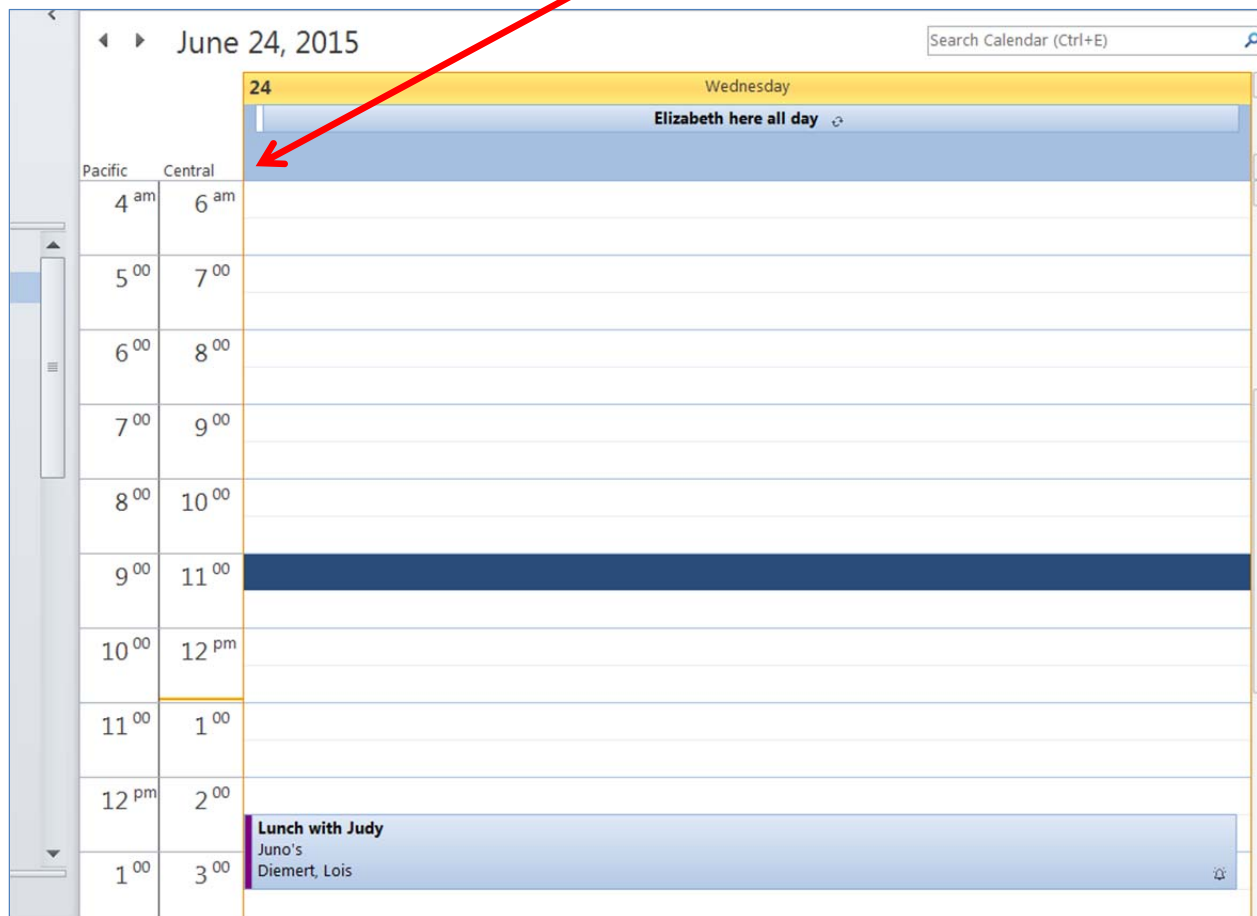 June 24, 2015
Search Calendar (Ctrl+E)
24 Wednesday
Elizabeth here all day
Pacific Central
4 am 6 am
5 00 7 00
6 00 8 00
7 00 9 00
8 00 10 00
9 00 11 00
10 00 12 pm
11 00 1 00
12 pm 2 00
Lunch with Judy
Juno's
Diemert, Lois
1 00 3 00